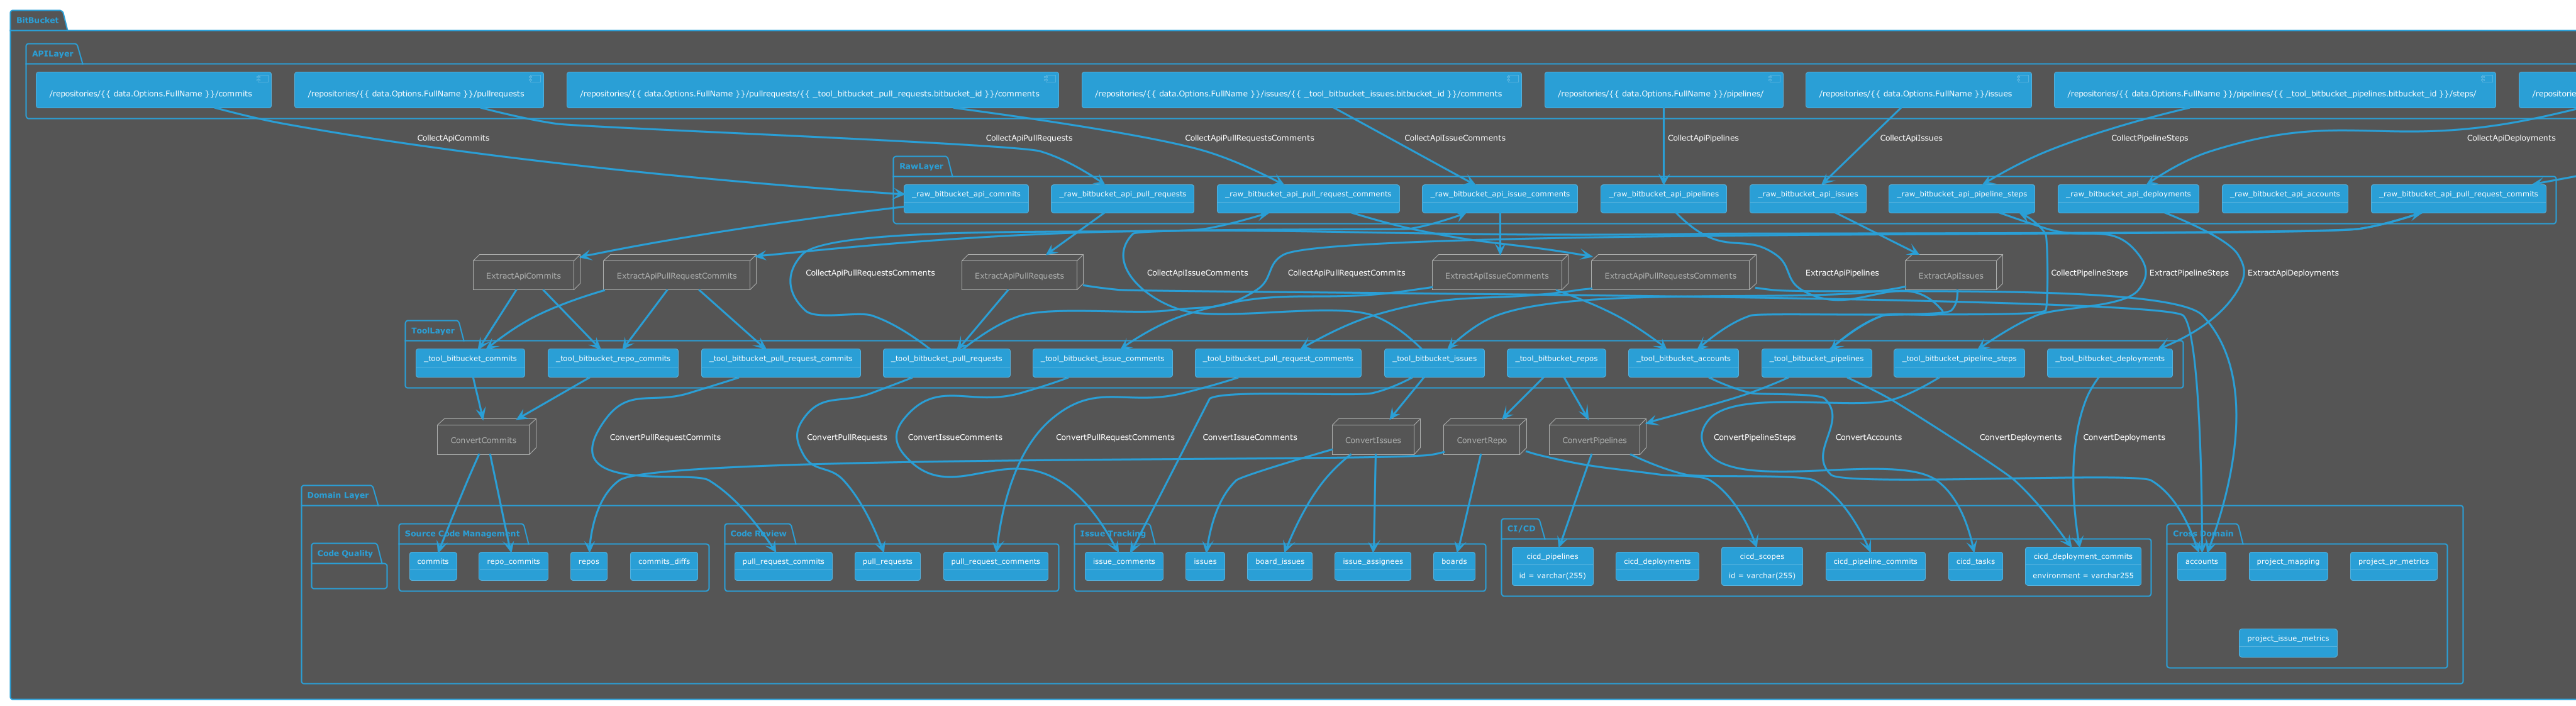 BitBucket
APILayer
/repositories/{{ data.Options.FullName }}/commits
/repositories/{{ data.Options.FullName }}/pullrequests
/repositories/{{ data.Options.FullName }}/pullrequests/{{ _tool_bitbucket_pull_requests.bitbucket_id }}/comments
/repositories/{{ data.Options.FullName }}/issues/{{ _tool_bitbucket_issues.bitbucket_id }}/comments
/repositories/{{ data.Options.FullName }}/pipelines/
/repositories/{{ data.Options.FullName }}/issues
/repositories/{{ data.Options.FullName }}/pipelines/{{ _tool_bitbucket_pipelines.bitbucket_id }}/steps/
/repositories
CollectApiCommits
CollectApiPullRequests
CollectApiPullRequestsComments
CollectApiIssueComments
CollectApiPipelines
CollectApiIssues
CollectPipelineSteps
CollectApiDeployments
RawLayer
_raw_bitbucket_api_commits
_raw_bitbucket_api_pull_requests
_raw_bitbucket_api_pull_request_comments
_raw_bitbucket_api_issue_comments
_raw_bitbucket_api_pipelines
_raw_bitbucket_api_issues
_raw_bitbucket_api_pipeline_steps
_raw_bitbucket_api_deployments
_raw_bitbucket_api_accounts
_raw_bitbucket_api_pull_request_commits
ExtractApiCommits
ExtractApiPullRequestCommits
CollectApiPullRequestsComments
ExtractApiPullRequests
CollectApiIssueComments
CollectApiPullRequestCommits
ExtractApiIssueComments
ExtractApiPullRequestsComments
ExtractApiPipelines
ExtractApiIssues
CollectPipelineSteps
ExtractPipelineSteps
ExtractApiDeployments
ToolLayer
_tool_bitbucket_commits
_tool_bitbucket_repo_commits
_tool_bitbucket_pull_request_commits
_tool_bitbucket_pull_requests
_tool_bitbucket_issue_comments
_tool_bitbucket_pull_request_comments
_tool_bitbucket_issues
_tool_bitbucket_repos
_tool_bitbucket_accounts
_tool_bitbucket_pipelines
_tool_bitbucket_pipeline_steps
_tool_bitbucket_deployments
ConvertCommits
ConvertPullRequestCommits
ConvertPullRequests
ConvertIssueComments
ConvertPullRequestComments
ConvertIssueComments
ConvertIssues
ConvertRepo
ConvertPipelines
ConvertPipelineSteps
ConvertAccounts
ConvertDeployments
ConvertDeployments
Domain Layer
Code Quality
Source Code Management
commits
repo_commits
repos
commits_diffs
Code Review
pull_request_commits
pull_requests
pull_request_comments
Issue Tracking
issue_comments
issues
board_issues
issue_assignees
boards
CI/CD
cicd_pipelines
id = varchar(255)
cicd_deployments
cicd_scopes
id = varchar(255)
cicd_pipeline_commits
cicd_tasks
cicd_deployment_commits
environment = varchar255
Cross Domain
accounts
project_mapping
project_pr_metrics
project_issue_metrics